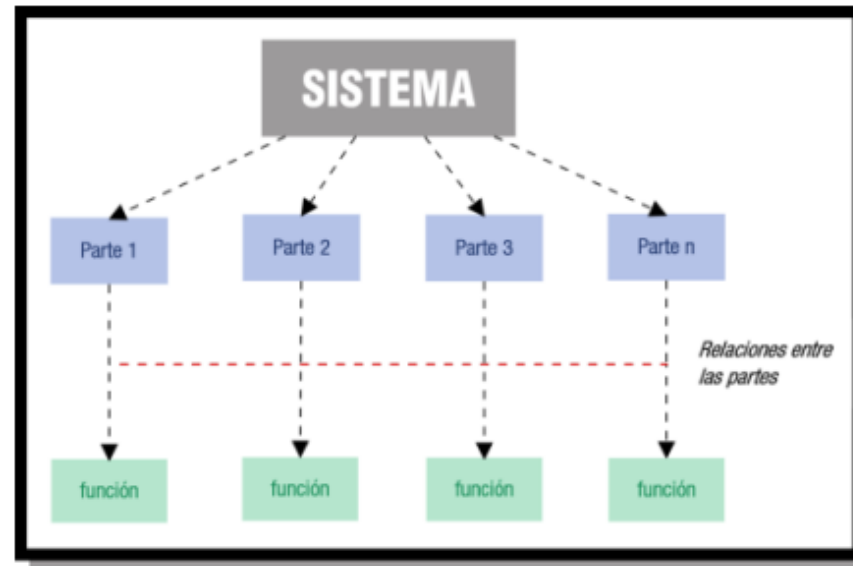 SISTEMA
Parte 1
Parte 2
Parte 3
Parte n
Relaciones entre
las partes
función
función
función
función